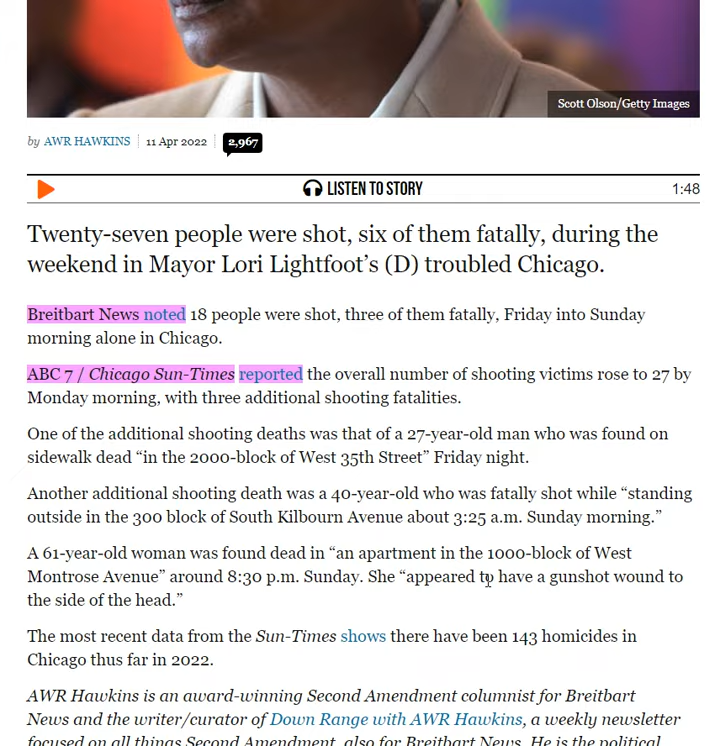 Scott Olson/Getty Images
by AWR HAWKINS 11 Apr 2022 2,967
LISTEN TO STORY 1:48
Twenty-seven people were shot, six of them fatally, during the
weekend in Mayor Lori Lightfoot’s (D) troubled Chicago.
Breitbart News noted 18 people were shot, three of them fatally, Friday into Sunday
morning alone in Chicago.
ABC 7 / Chicago Sun-Times reported the overall number of shooting victims rose to 27 by
Monday morning, with three additional shooting fatalities.
One of the additional shooting deaths was that of a 27-year-old man who was found on
sidewalk dead “in the 2000-block of West 35th Street” Friday night.
Another additional shooting death was a 40-year-old who was fatally shot while “standing
outside in the 300 block of South Kilbourn Avenue about 3:25 a.m. Sunday morning.”
A 61-year-old woman was found dead in “an apartment in the 1000-block of West
Montrose Avenue” around 8:30 p.m. Sunday. She “appeared to have a gunshot wound to
the side of the head.”
The most recent data from the Sun-Times shows there have been 143 homicides in
Chicago thus far in 2022.
AWR Hawkins is an award-winning Second Amendment columnist for Breitbart
News and the writer/curator of Down Range with AWR Hawkins, a weekly newsletter
focused on all things Second Amendment, also for Breitbart News. He is the political